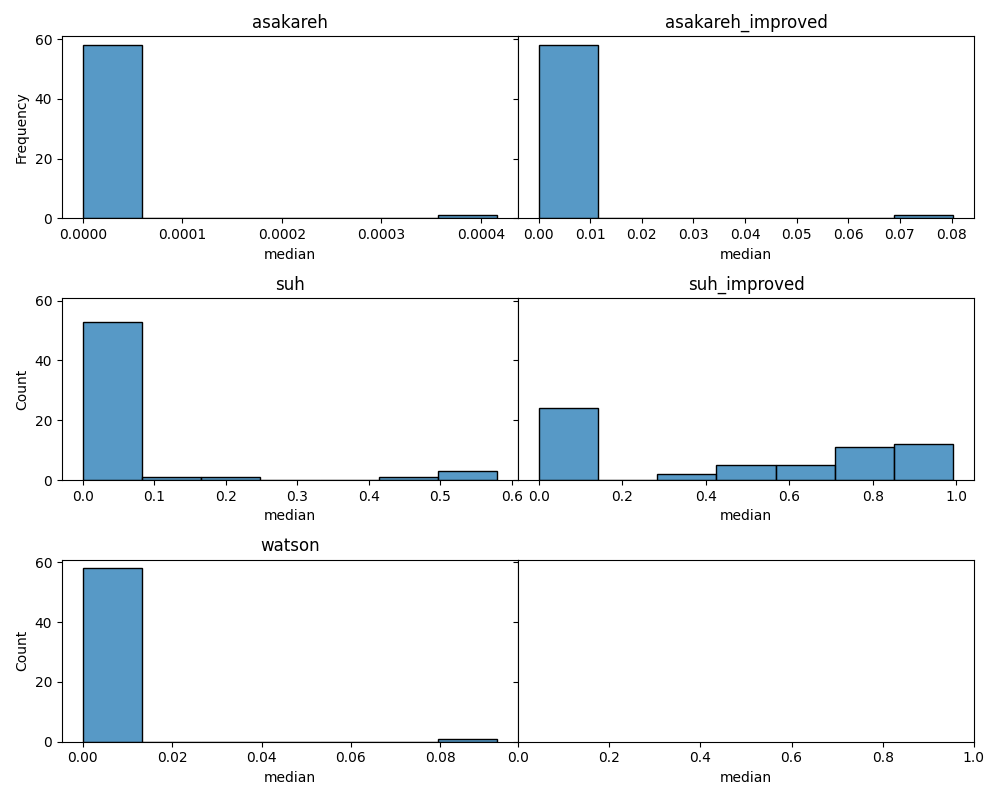 asakareh
asakareh_improved
Frequency
60
40
20
0
0.0000 0.0001 0.0002 0.0003 0.0004
0.00 0.01 0.02 0.03 0.04 0.05 0.06 0.07 0.08
median
median
suh
suh_improved
Count
60
40
20
0
0.0 0.1 0.2 0.3 0.4 0.5 0.6
0.0 0.2 0.4 0.6 0.8 1.0
median
median
watson
Count
60
40
20
0
0.00 0.02 0.04 0.06 0.08
0.0 0.2 0.4 0.6 0.8 1.0
median
median